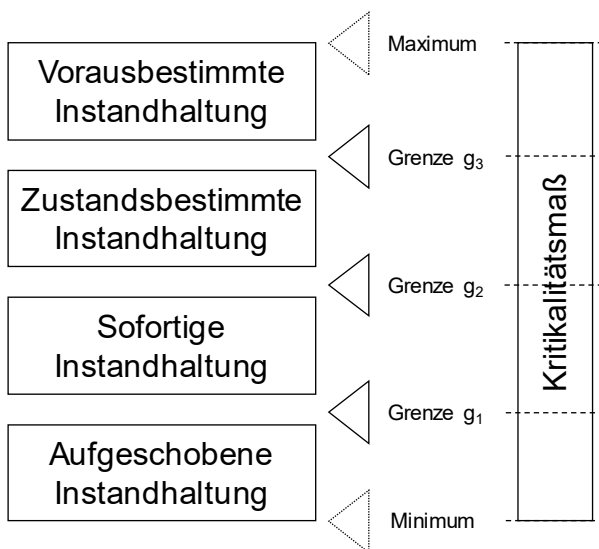 Maximum
Vorausbestimmte
Instandhaltung
Grenze g₃
Zustandsbestimmte
Instandhaltung
Grenze g₂
Sofortige
Instandhaltung
Grenze g₁
Aufgeschobene
Instandhaltung
Minimum
Kritikalitätsmaß